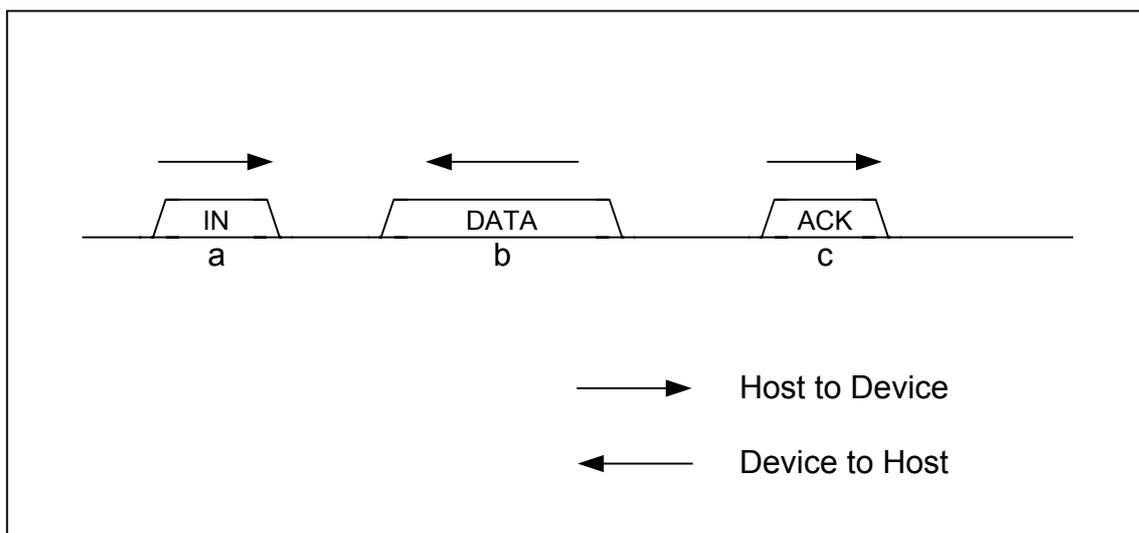 IN DATA ACK
a b c
Host to Device
Device to Host